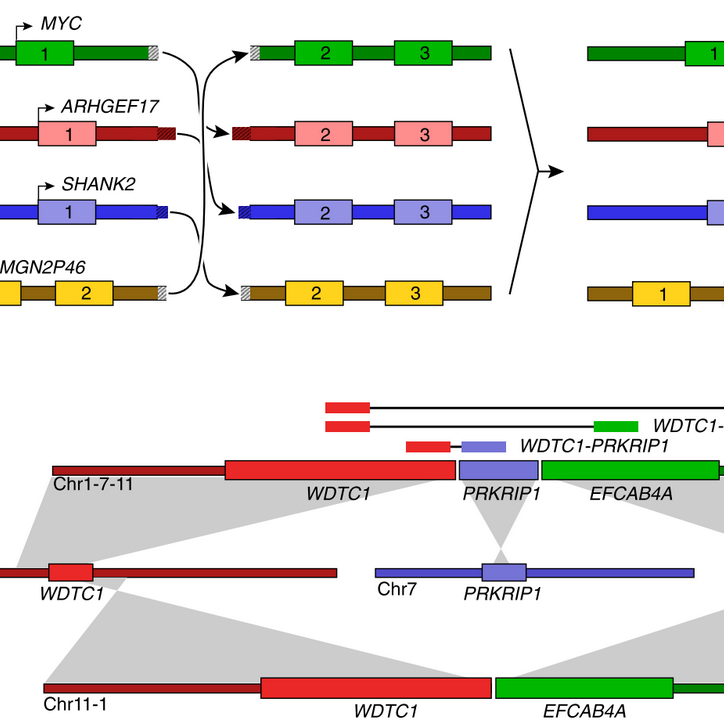 MYC
1 2 3 1
ARHGEF17
1 2 3
SHANK2
1 2 3
MGN2P46
2 2 3 1
WDTC1-
WDTC1-PRKRIP1
Chr1-7-11 WDTC1 PRKRIP1 EFCAB4A
WDTC1 Chr7 PRKRIP1
Chr11-1 WDTC1 EFCAB4A